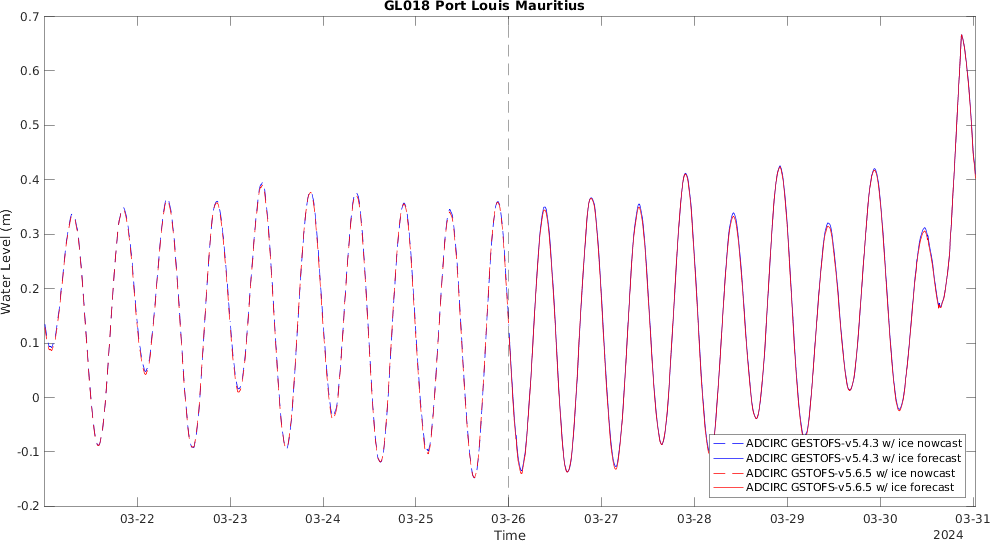 GL018 Port Louis Mauritius
0.7
0.6
0.5
0.4
0.3
0.2
0.1
0
-0.1
-0.2
Water Level (m)
ADCIRC GESTOFS-v5.4.3 w/ ice nowcast
ADCIRC GESTOFS-v5.4.3 w/ ice forecast
ADCIRC GSTOFS-v5.6.5 w/ ice nowcast
ADCIRC GSTOFS-v5.6.5 w/ ice forecast
03-22 03-23 03-24 03-25 03-26 03-27 03-28 03-29 03-30 03-31
Time
2024